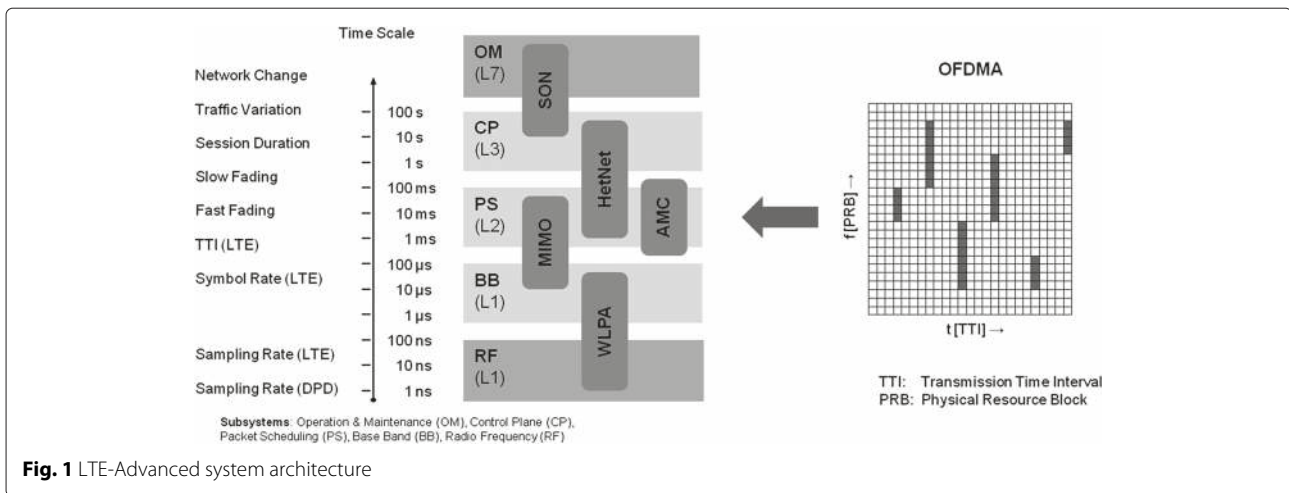 Time Scale
Network Change
Traffic Variation
Session Duration
Slow Fading
Fast Fading
TTI (LTE)
Symbol Rate (LTE)
Sampling Rate (LTE)
Sampling Rate (DPD)
100 s
10 s
1 s
100 ms
10 ms
1 ms
100 µs
10 µs
1 µs
100 ns
10 ns
1 ns
OM
(L7)
CP
(L3)
PS
(L2)
BB
(L1)
RF
(L1)
SON
HetNet
AMC
MIMO
WLPA
Subsystems: Operation & Maintenance (OM), Control Plane (CP),
Packet Scheduling (PS), Base Band (BB), Radio Frequency (RF)
OFDMA
f [PRB] →
t [TTI] →
TTI: Transmission Time Interval
PRB: Physical Resource Block
Fig. 1 LTE-Advanced system architecture